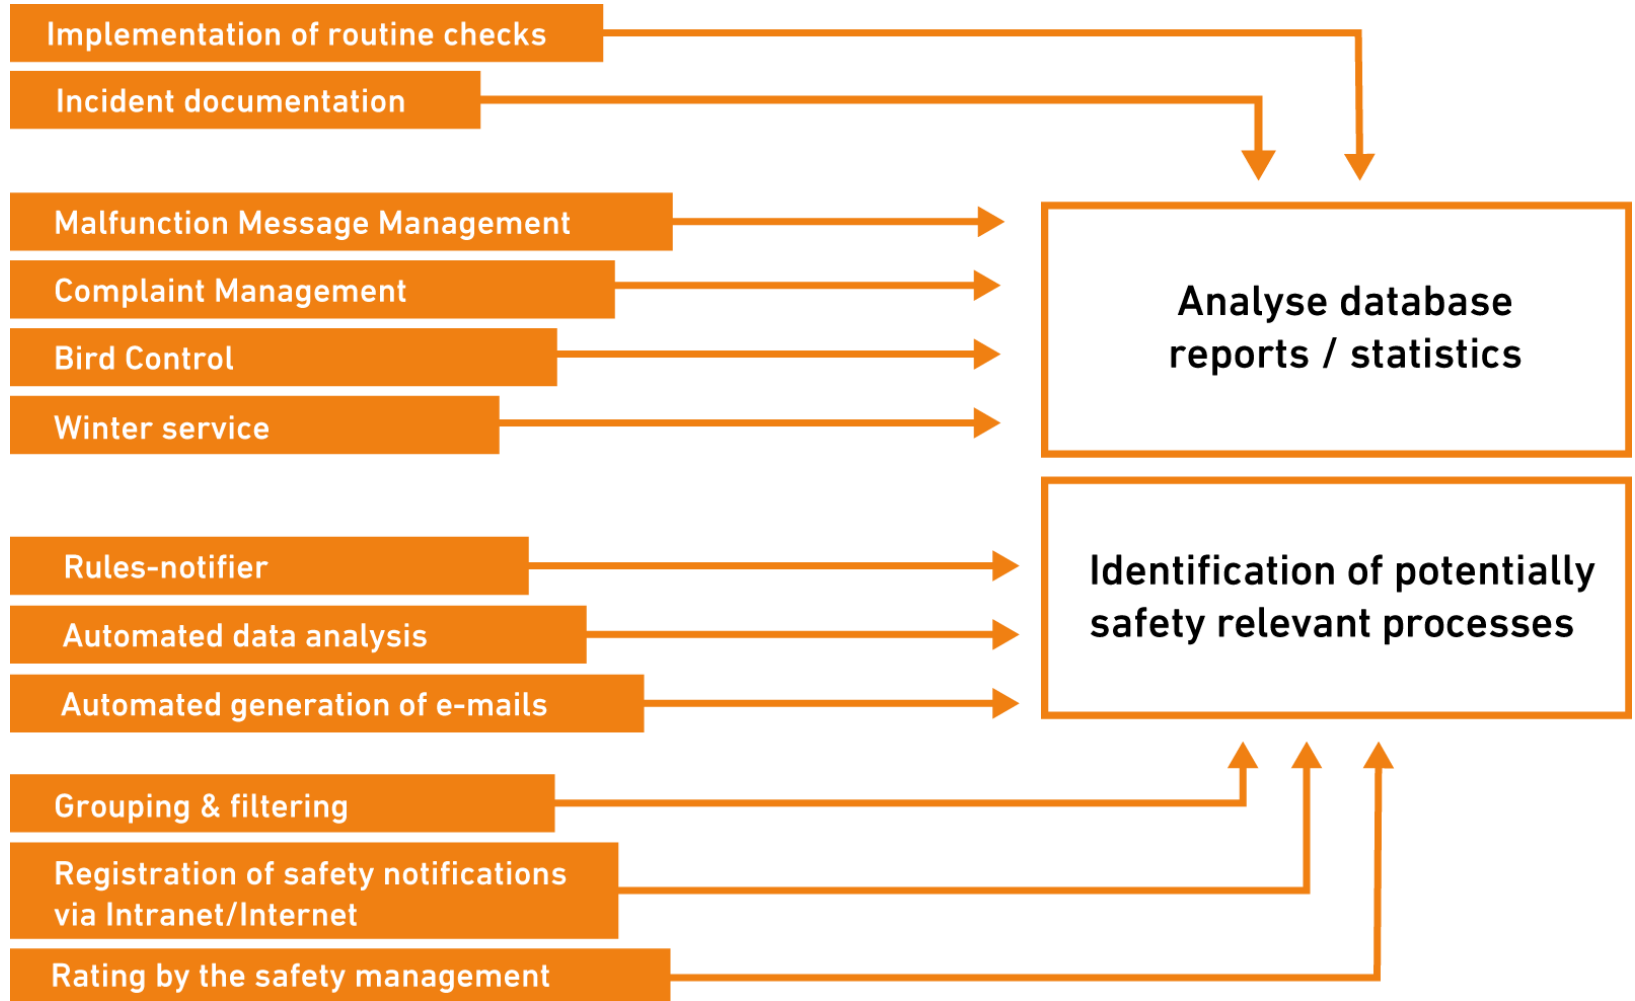 Implementation of routine checks
Incident documentation
Malfunction Message Management
Complaint Management
Bird Control
Winter service
Analyse database
reports / statistics
Rules-notifier
Automated data analysis
Automated generation of e-mails
Identification of potentially
safety relevant processes
Grouping & filtering
Registration of safety notifications
via Intranet/Internet
Rating by the safety management